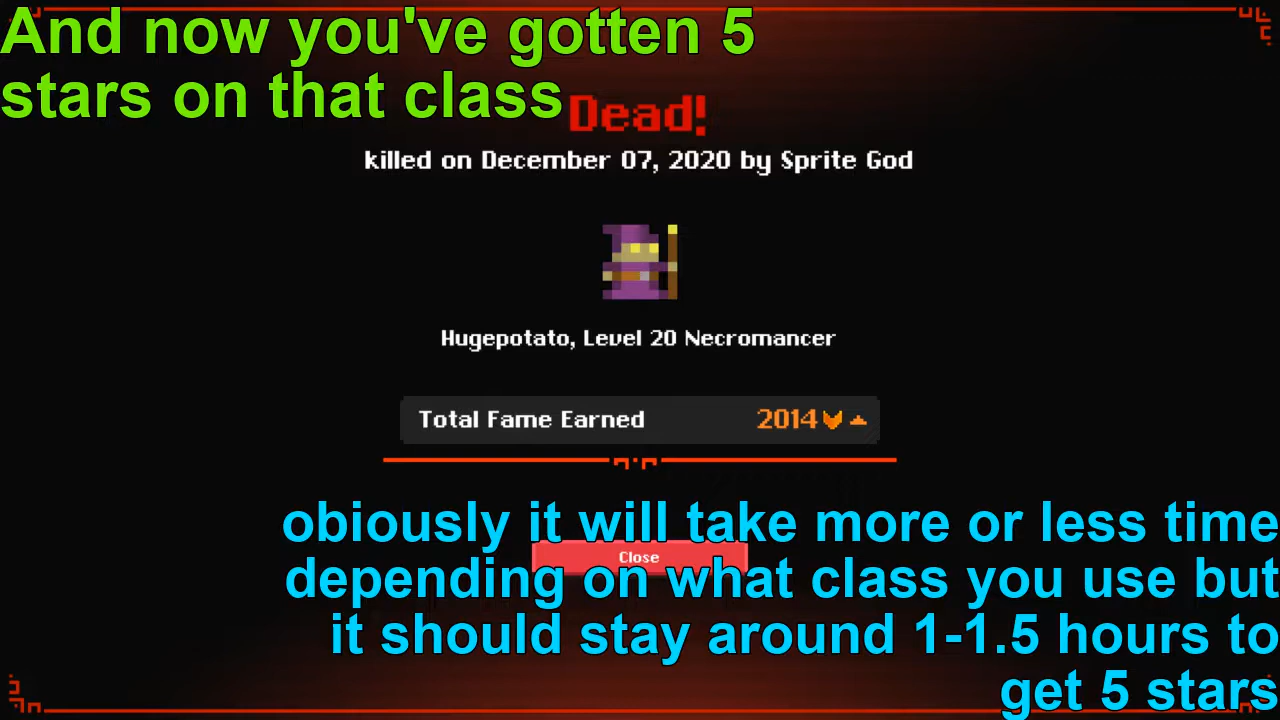 And now you've gotten 5
stars on that class
Dead!
killed on December 07, 2020 by Sprite God
Hugepotato, Level 20 Necromancer
Total Fame Earned 2014
obiously it will take more or less time
Close
depending on what class you use but
it should stay around 1-1.5 hours to
get 5 stars